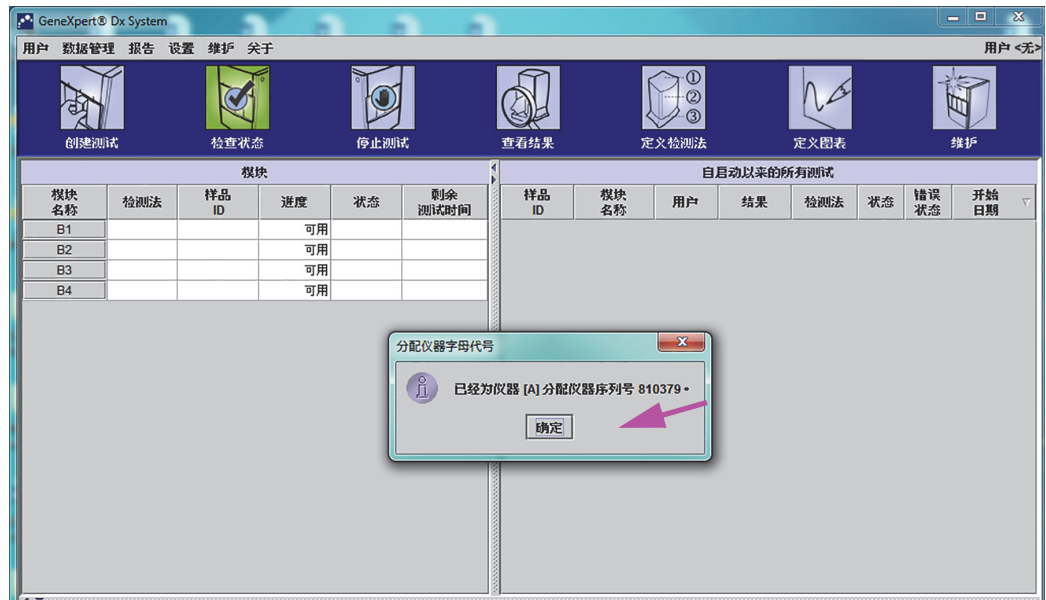 GeneXpert® Dx System
用户 数据管理 报告 设置 维护 关于 用户 <无>
① ② ③
创建测试 检查状态 停止测试 查看结果 定义检测法 定义图表 维护
模块
模块名称 检测法 样品ID 进度 状态 剩余测试时间
B1 可用
B2 可用
B3 可用
B4 可用
自启动以来的所有测试
样品ID 模块名称 用户 结果 检测法 状态 错误状态 开始日期
分配仪器字母代号
已经为仪器 [A] 分配仪器序列号 810379。
确定